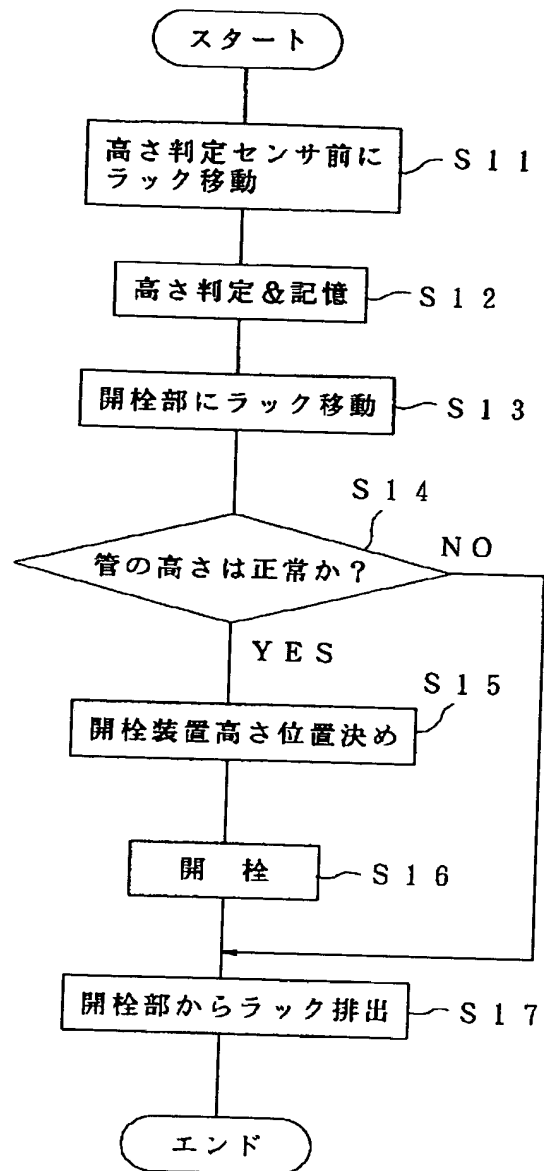 スタート
高さ判定センサ前に
ラック移動
S11
高さ判定&記憶
S12
開栓部にラック移動
S13
S14
管の高さは正常か?
NO
YES
S15
開栓装置高さ位置決め
開 栓
S16
開栓部からラック排出
S17
エンド